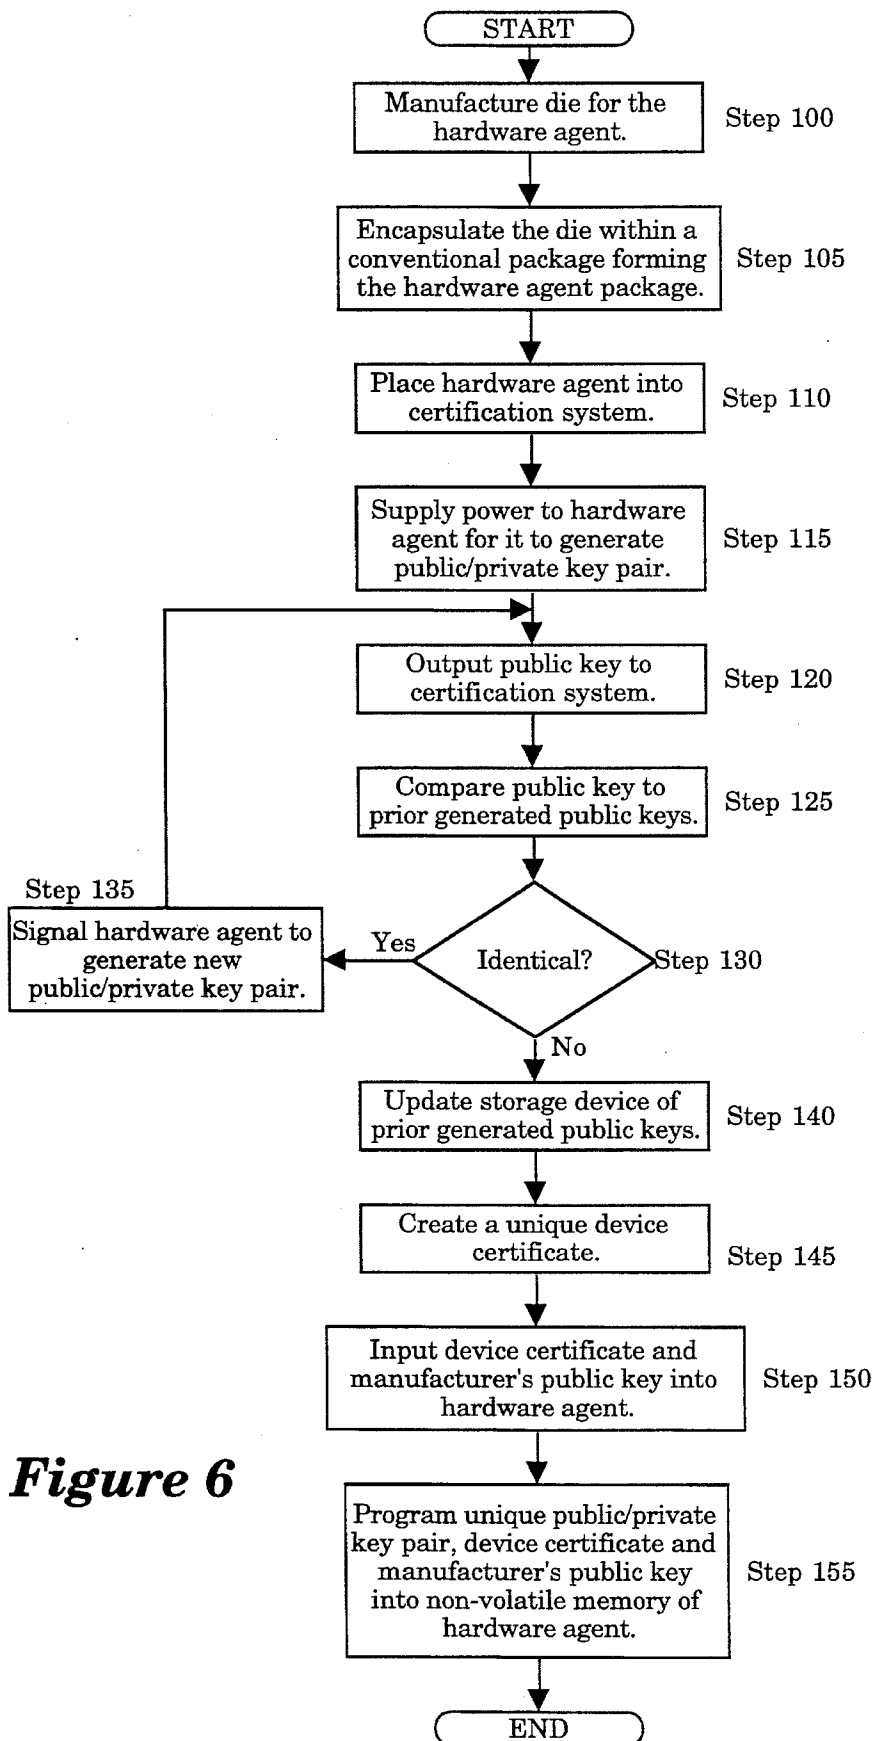 START
Manufacture die for the
hardware agent.
Step 100
Encapsulate the die within a
conventional package forming
the hardware agent package.
Step 105
Place hardware agent into
certification system.
Step 110
Supply power to hardware
agent for it to generate
public/private key pair.
Step 115
Output public key to
certification system.
Step 120
Compare public key to
prior generated public keys.
Step 125
Identical?
Step 130
Yes
Step 135
Signal hardware agent to
generate new
public/private key pair.
No
Update storage device of
prior generated public keys.
Step 140
Create a unique device
certificate.
Step 145
Input device certificate and
manufacturer's public key into
hardware agent.
Step 150
Figure 6
Program unique public/private
key pair, device certificate and
manufacturer's public key
into non-volatile memory of
hardware agent.
Step 155
END